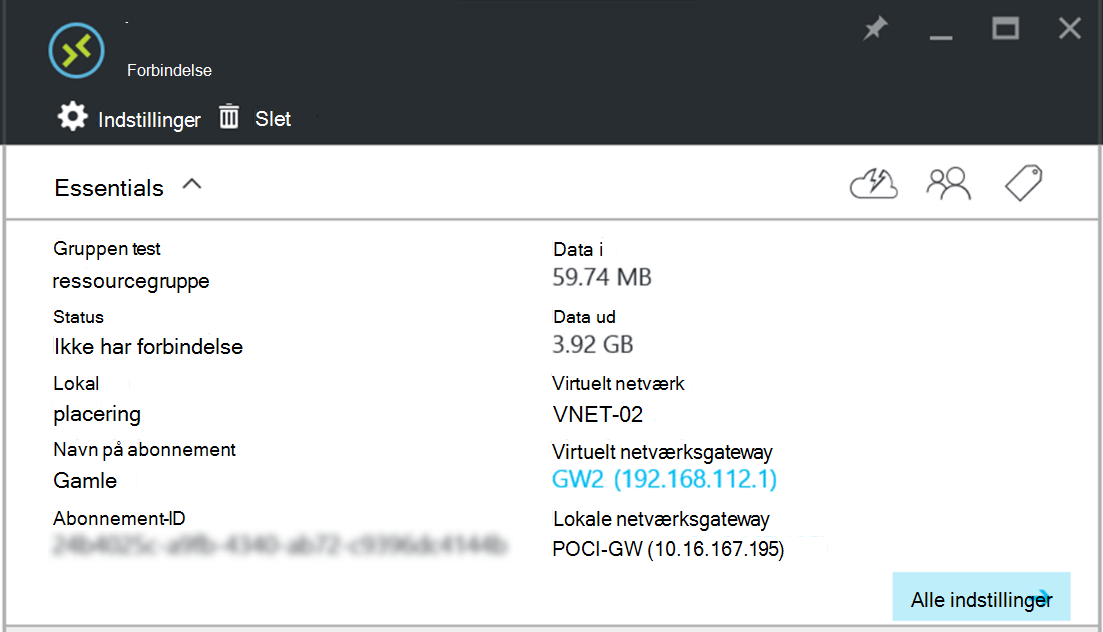 Forbindelse
Indstillinger Slet
Essentials
Gruppen test
ressourcegruppe
Status
Ikke har forbindelse
Lokal
placering
Navn på abonnement
Gamle
Abonnement-ID
Data i
59.74 MB
Data ud
3.92 GB
Virtuelt netværk
VNET-02
Virtuelt netværksgateway
GW2 (192.168.112.1)
Lokale netværksgateway
POCI-GW (10.16.167.195)
Alle indstillinger